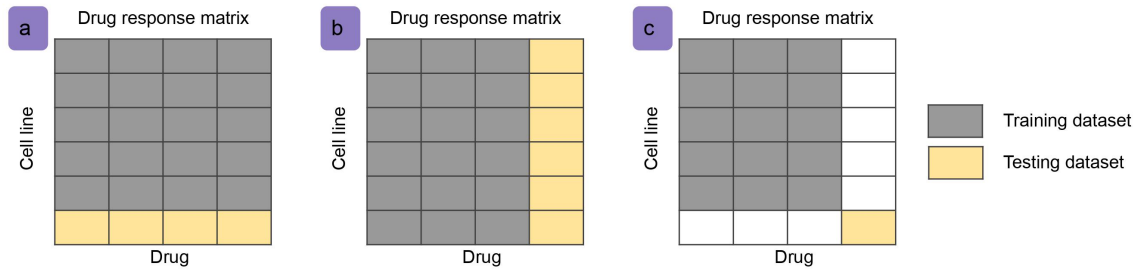 a
Drug response matrix
Cell line
Drug
b
Drug response matrix
Cell line
Drug
c
Drug response matrix
Cell line
Drug
Training dataset
Testing dataset